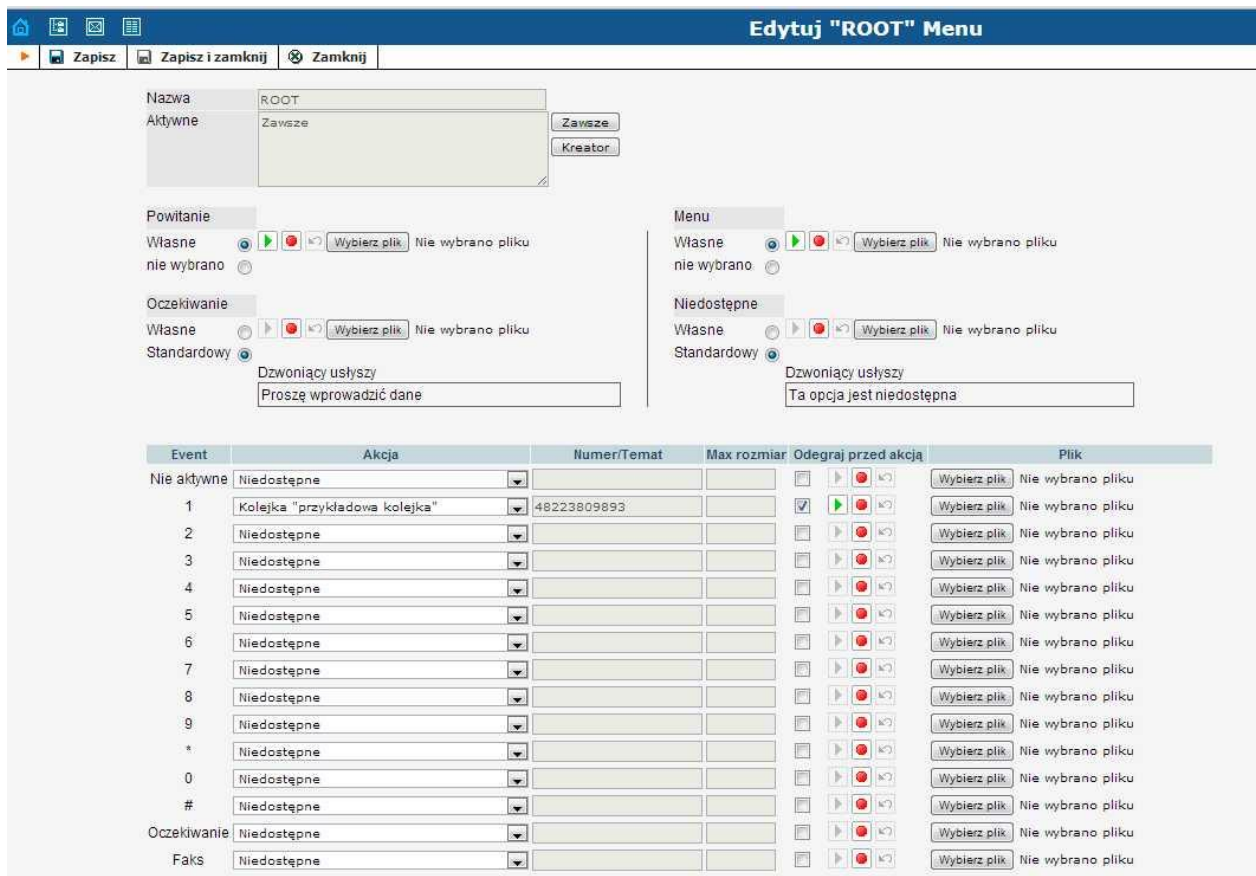 Edytuj "ROOT" Menu
Zapisz Zapisz i zamknij Zamknij
Nazwa ROOT
Aktywne Zawsze Zawsze
Kreator
Powitanie Menu
Własne Wybierz plik Nie wybrano pliku Własne Wybierz plik Nie wybrano pliku
nie wybrano nie wybrano
Oczekiwanie Niedostępne
Własne Wybierz plik Nie wybrano pliku Własne Wybierz plik Nie wybrano pliku
Standardowy Standardowy
Dzwoniący usłyszy Dzwoniący usłyszy
Proszę wprowadzić dane Ta opcja jest niedostępna
Event Akcja Numer/Temat Max rozmiar Odegraj przed akcją Plik
Nie aktywne Niedostępne Wybierz plik Nie wybrano pliku
1 Kolejka "przykładowa kolejka" 48223809893 Wybierz plik Nie wybrano pliku
2 Niedostępne Wybierz plik Nie wybrano pliku
3 Niedostępne Wybierz plik Nie wybrano pliku
4 Niedostępne Wybierz plik Nie wybrano pliku
5 Niedostępne Wybierz plik Nie wybrano pliku
6 Niedostępne Wybierz plik Nie wybrano pliku
7 Niedostępne Wybierz plik Nie wybrano pliku
8 Niedostępne Wybierz plik Nie wybrano pliku
9 Niedostępne Wybierz plik Nie wybrano pliku
* Niedostępne Wybierz plik Nie wybrano pliku
0 Niedostępne Wybierz plik Nie wybrano pliku
# Niedostępne Wybierz plik Nie wybrano pliku
Oczekiwanie Niedostępne Wybierz plik Nie wybrano pliku
Faks Niedostępne Wybierz plik Nie wybrano pliku